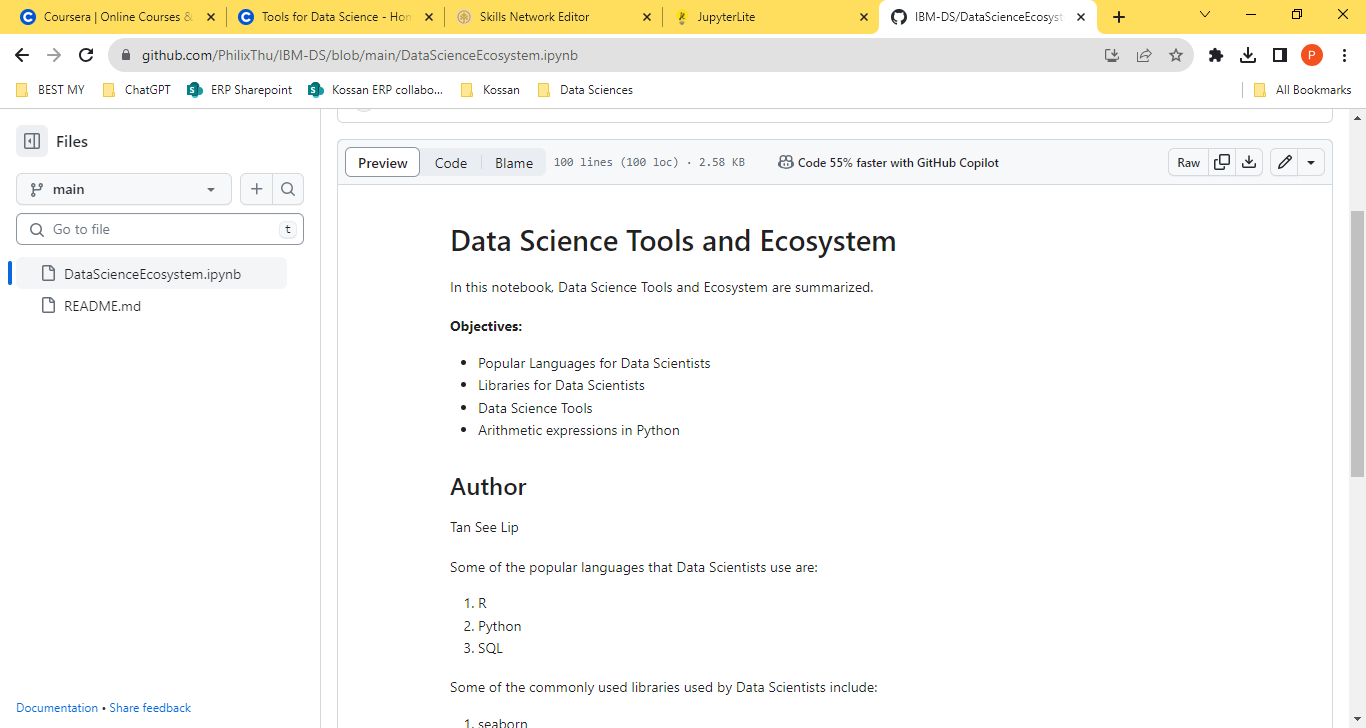 Coursera | Online Courses &
Tools for Data Science - Hon
Skills Network Editor
JupyterLite
IBM-DS/DataScienceEcosyst
github.com/PhilixThu/IBM-DS/blob/main/DataScienceEcosystem.ipynb
P
BEST MY
ChatGPT
ERP Sharepoint
Kossan ERP collabo...
Kossan
Data Sciences
All Bookmarks
Files
main
Go to file
t
DataScienceEcosystem.ipynb
README.md
Documentation • Share feedback
Preview
Code
Blame
100 lines (100 loc) · 2.58 KB
Code 55% faster with GitHub Copilot
Raw
Data Science Tools and Ecosystem
In this notebook, Data Science Tools and Ecosystem are summarized.
Objectives:
• Popular Languages for Data Scientists
• Libraries for Data Scientists
• Data Science Tools
• Arithmetic expressions in Python
Author
Tan See Lip
Some of the popular languages that Data Scientists use are:
1. R
2. Python
3. SQL
Some of the commonly used libraries used by Data Scientists include:
1. seaborn